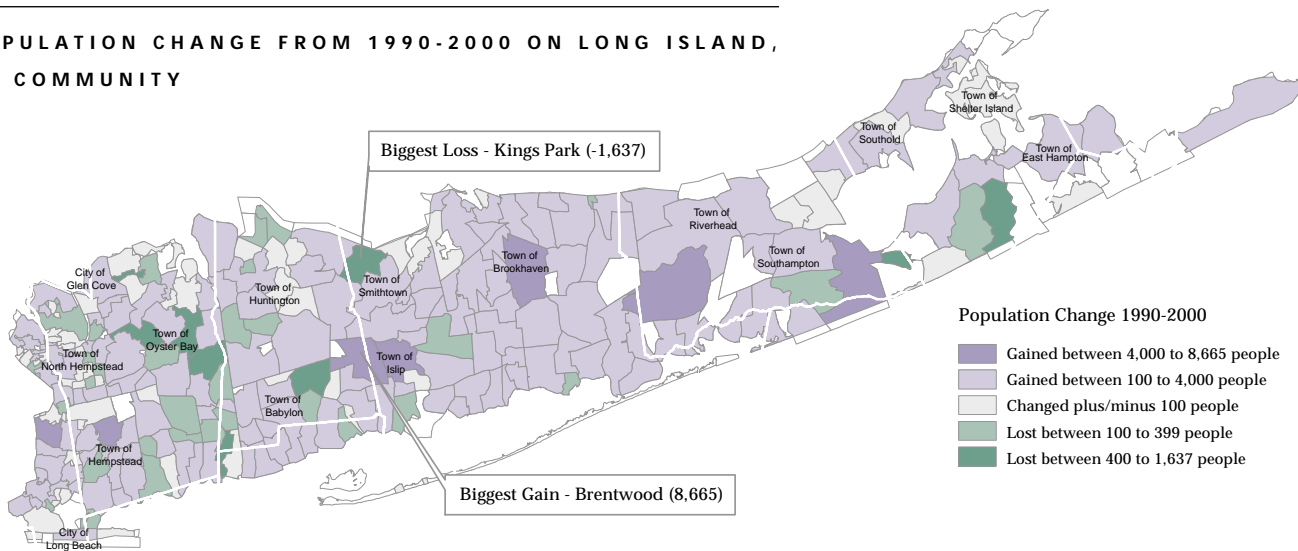 PULATION CHANGE FROM 1990-2000 ON LONG ISLAND,
COMMUNITY
Biggest Loss - Kings Park (-1,637)
Town of
Shelter Island
Town of
Southold
Town of
East Hampton
Town of
Riverhead
Town of
Southampton
Town of
Brookhaven
City of
Glen Cove
Town of
Huntington
Town of
Smithtown
Town of
Oyster Bay
Town of
North Hempstead
Town of
Islip
Town of
Babylon
Town of
Hempstead
City of
Long Beach
Biggest Gain - Brentwood (8,665)
Population Change 1990-2000
Gained between 4,000 to 8,665 people
Gained between 100 to 4,000 people
Changed plus/minus 100 people
Lost between 100 to 399 people
Lost between 400 to 1,637 people